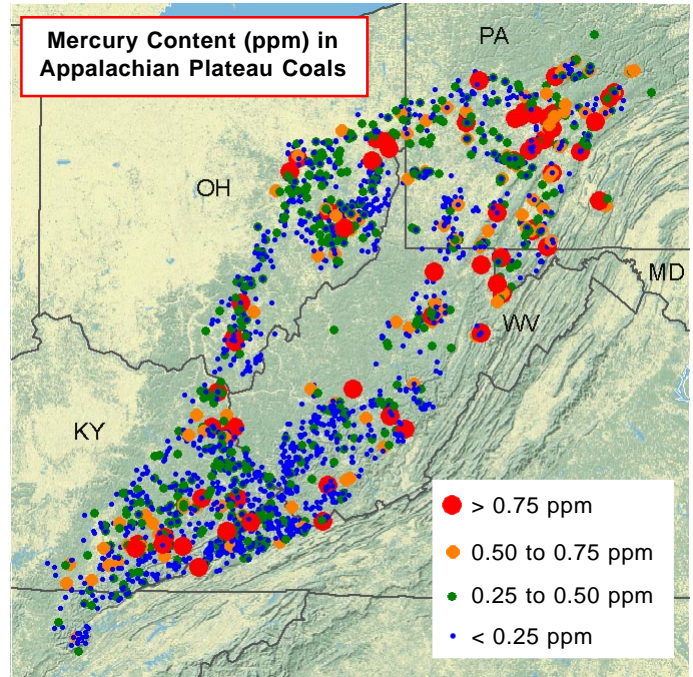 Mercury Content (ppm) in
Appalachian Plateau Coals
PA
OH
MD
WV
KY
> 0.75 ppm
0.50 to 0.75 ppm
0.25 to 0.50 ppm
< 0.25 ppm